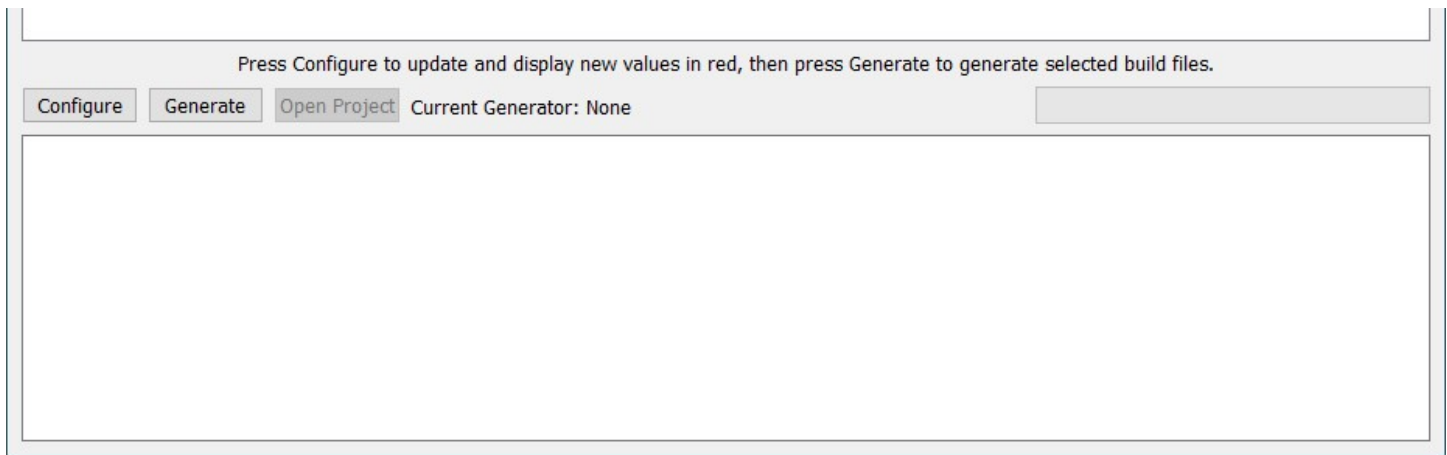 Press Configure to update and display new values in red, then press Generate to generate selected build files.
Configure Generate Open Project Current Generator: None